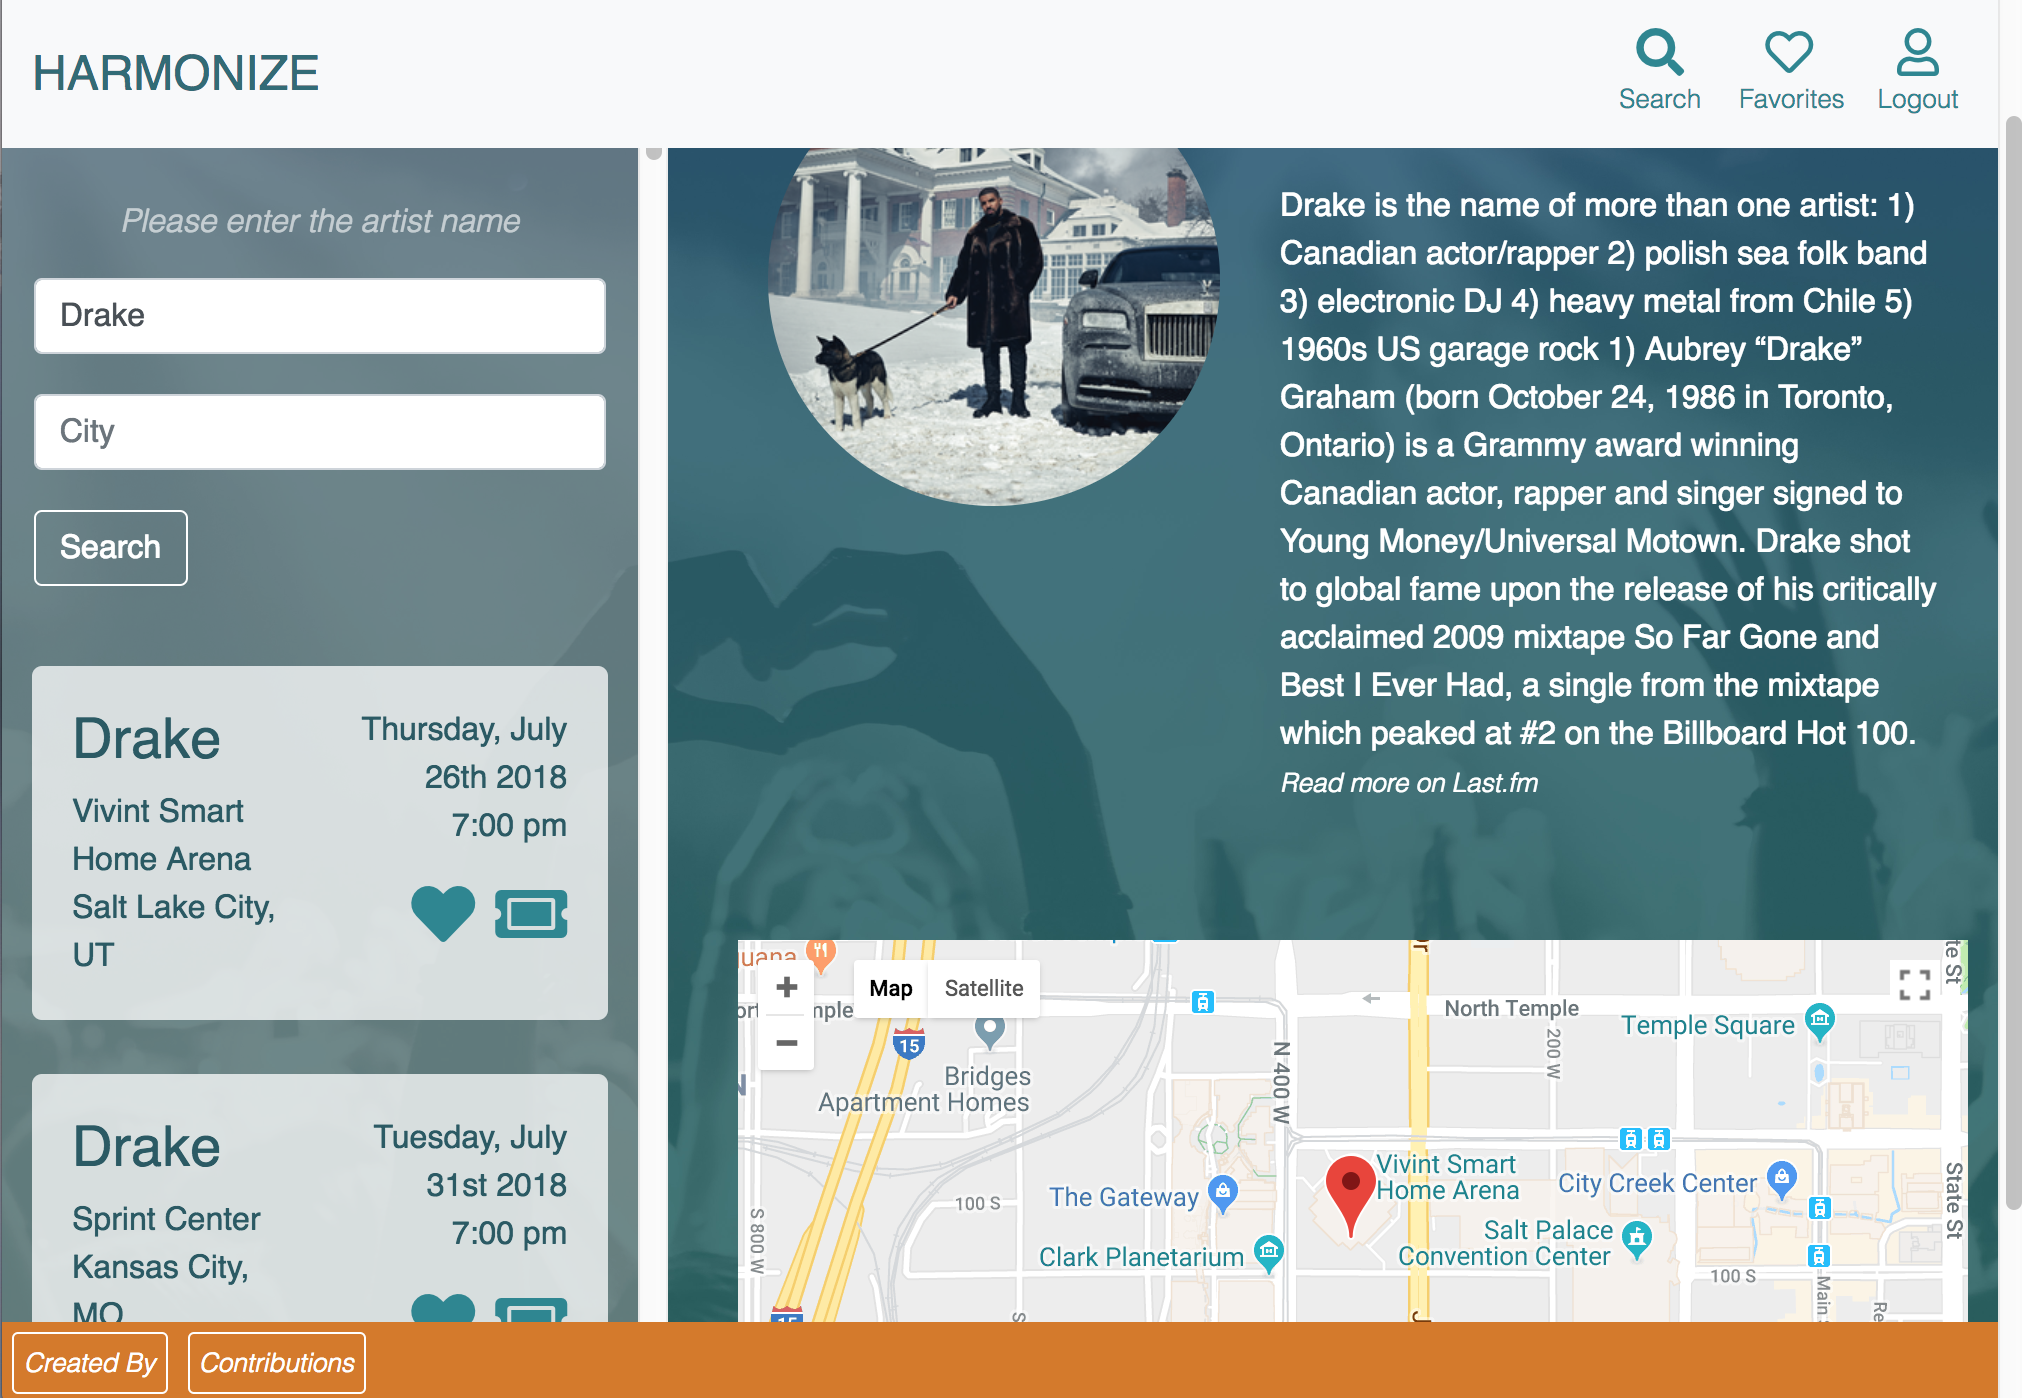 HARMONIZE
Search
Favorites
Logout
Please enter the artist name
Drake
City
Search
Drake
Thursday, July
26th 2018
7:00 pm
Vivint Smart
Home Arena
Salt Lake City,
UT
Drake
Tuesday, July
31st 2018
7:00 pm
Sprint Center
Kansas City,
MO
Drake is the name of more than one artist: 1)
Canadian actor/rapper 2) polish sea folk band
3) electronic DJ 4) heavy metal from Chile 5)
1960s US garage rock 1) Aubrey “Drake”
Graham (born October 24, 1986 in Toronto,
Ontario) is a Grammy award winning
Canadian actor, rapper and singer signed to
Young Money/Universal Motown. Drake shot
to global fame upon the release of his critically
acclaimed 2009 mixtape So Far Gone and
Best I Ever Had, a single from the mixtape
which peaked at #2 on the Billboard Hot 100.
Read more on Last.fm
+
−
Map
Satellite
North Temple
Temple Square
15
Bridges
Apartment Homes
N 400 W
200 W
Vivint Smart
Home Arena
The Gateway
City Creek Center
100 S
S 800 W
Salt Palace
Convention Center
Clark Planetarium
100 S
State St
Main
15
Created By
Contributions